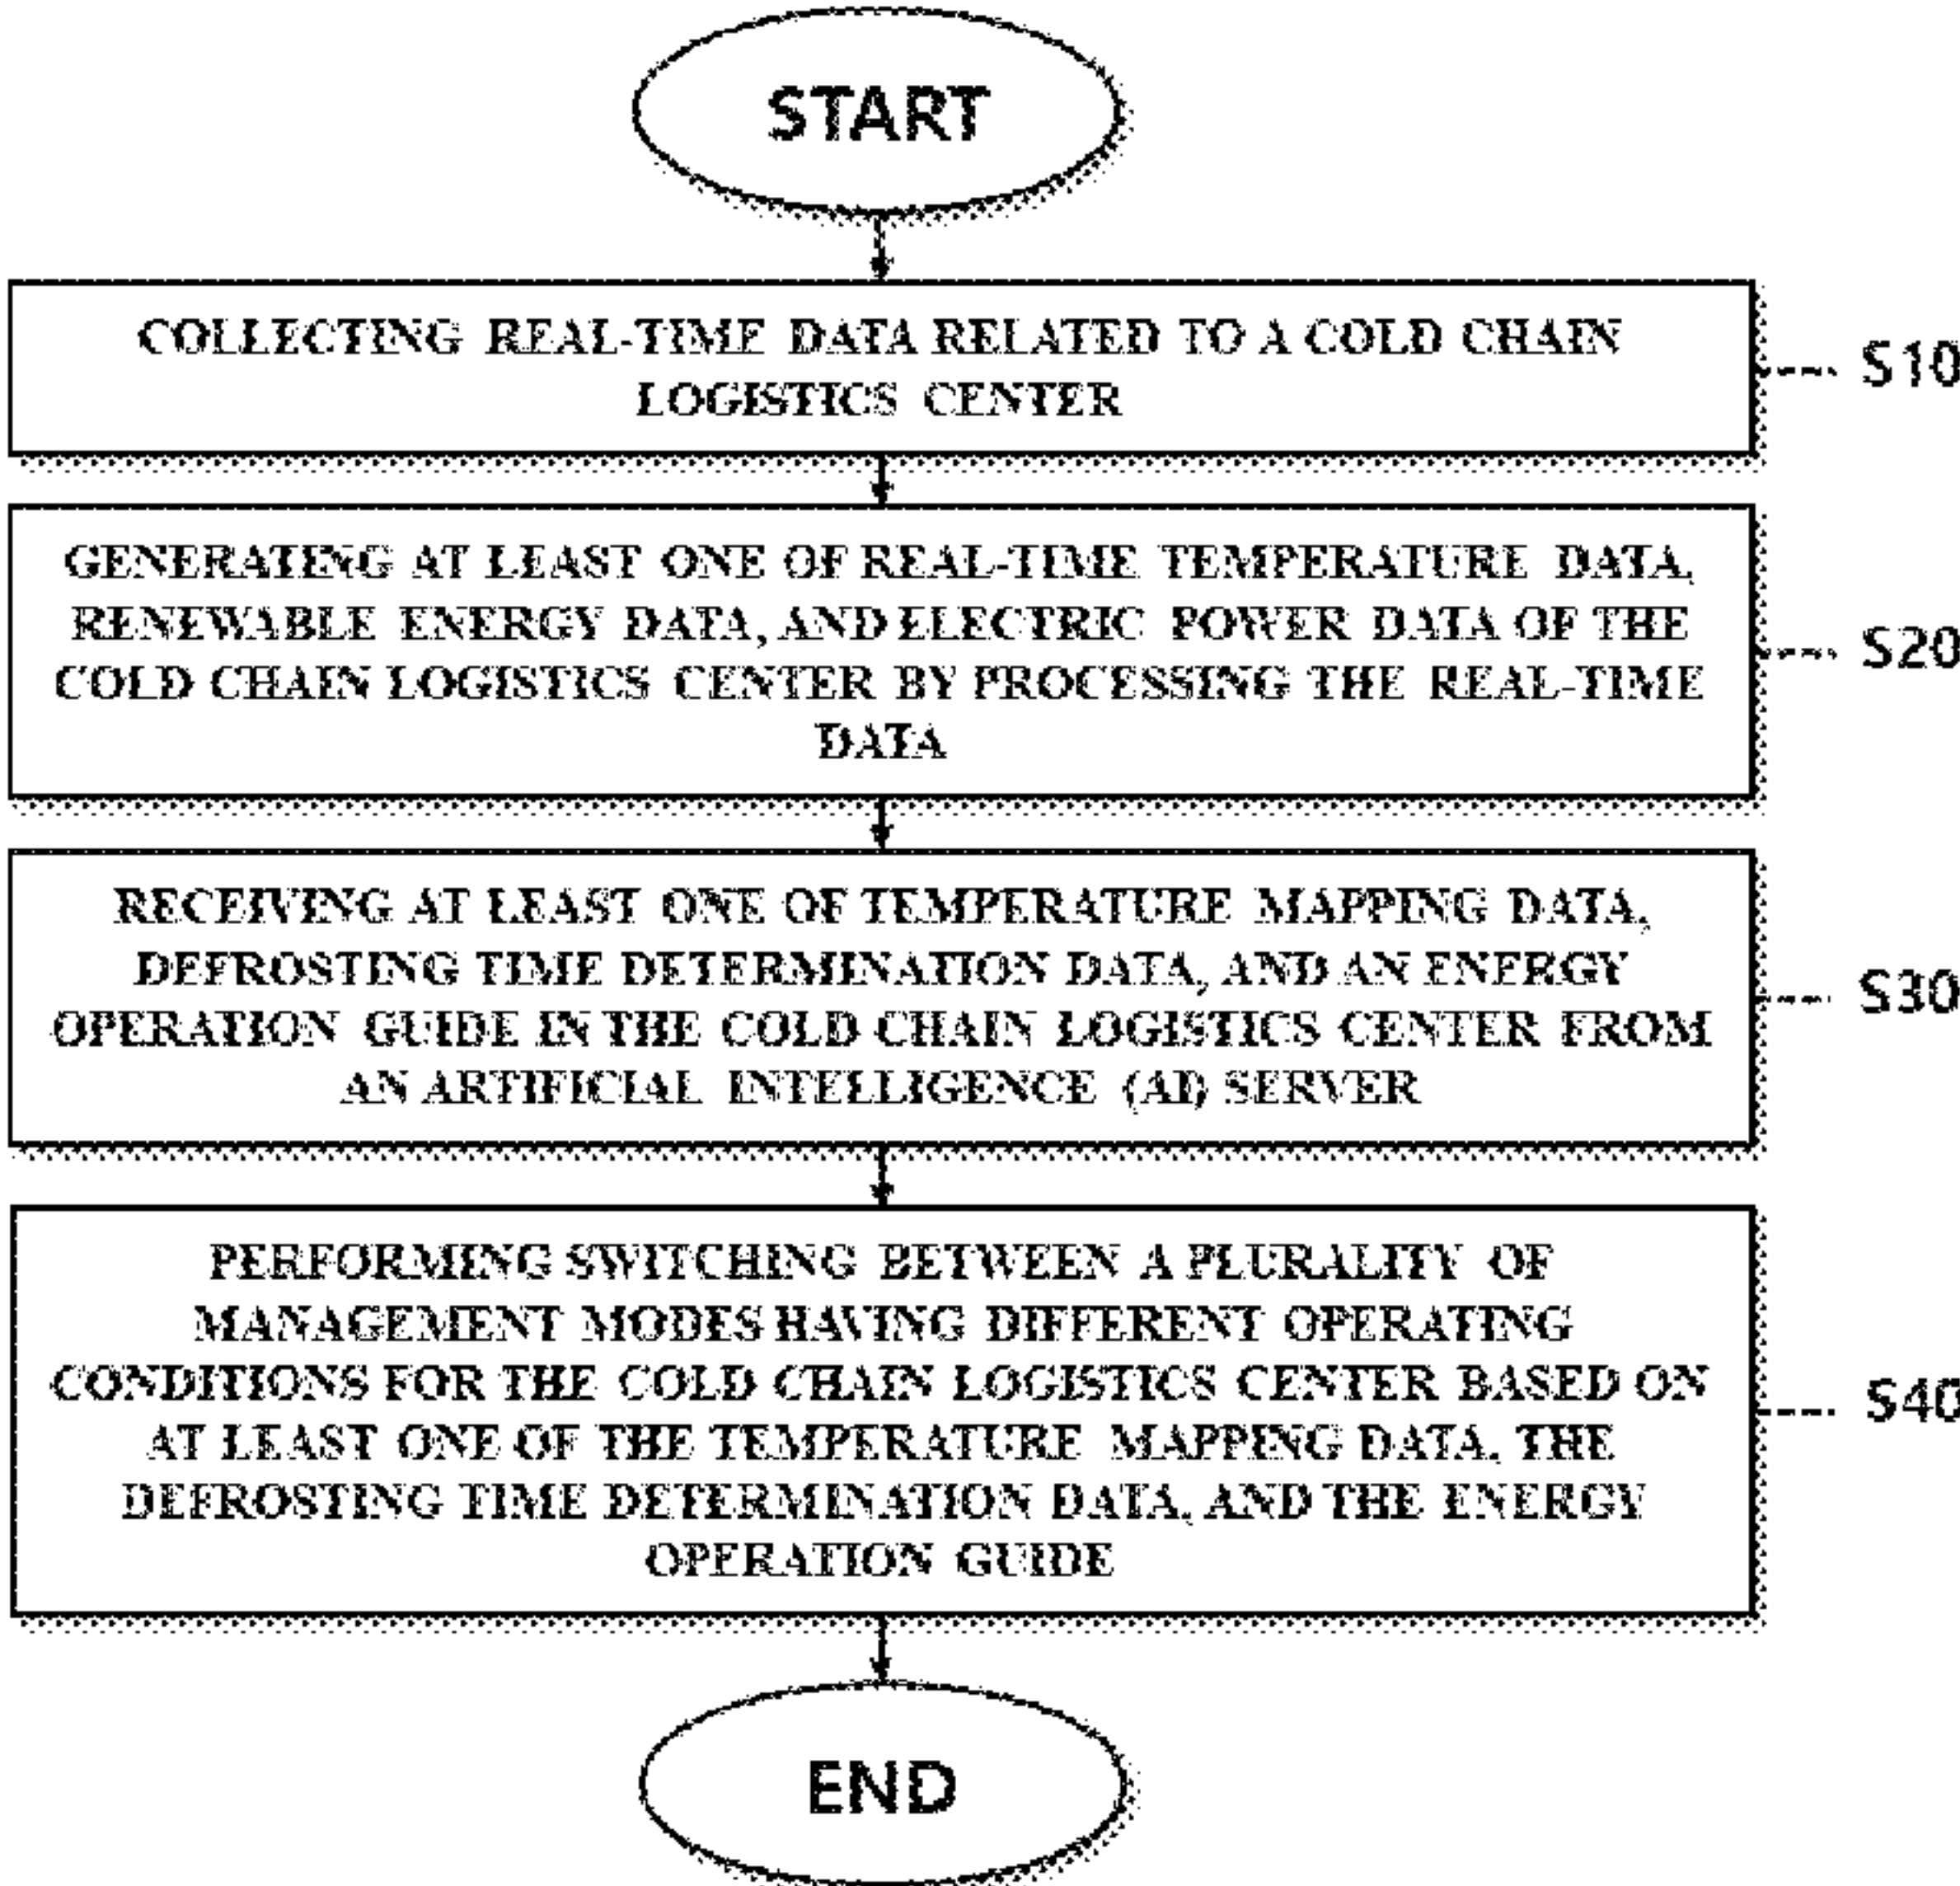 START
COLLECTING REAL-TIME DATA RELATED TO A COLD CHAIN
LOGISTICS CENTER
S10
GENERATING AT LEAST ONE OF REAL-TIME TEMPERATURE DATA,
RENEWABLE ENERGY DATA, AND ELECTRIC POWER DATA OF THE
COLD CHAIN LOGISTICS CENTER BY PROCESSING THE REAL-TIME
DATA
S20
RECEIVING AT LEAST ONE OF TEMPERATURE MAPPING DATA,
DEFROSTING TIME DETERMINATION DATA, AND AN ENERGY
OPERATION GUIDE IN THE COLD CHAIN LOGISTICS CENTER FROM
AN ARTIFICIAL INTELLIGENCE (AI) SERVER
S30
PERFORMING SWITCHING BETWEEN A PLURALITY OF
MANAGEMENT MODES HAVING DIFFERENT OPERATING
CONDITIONS FOR THE COLD CHAIN LOGISTICS CENTER BASED ON
AT LEAST ONE OF THE TEMPERATURE MAPPING DATA, THE
DEFROSTING TIME DETERMINATION DATA, AND THE ENERGY
OPERATION GUIDE
S40
END